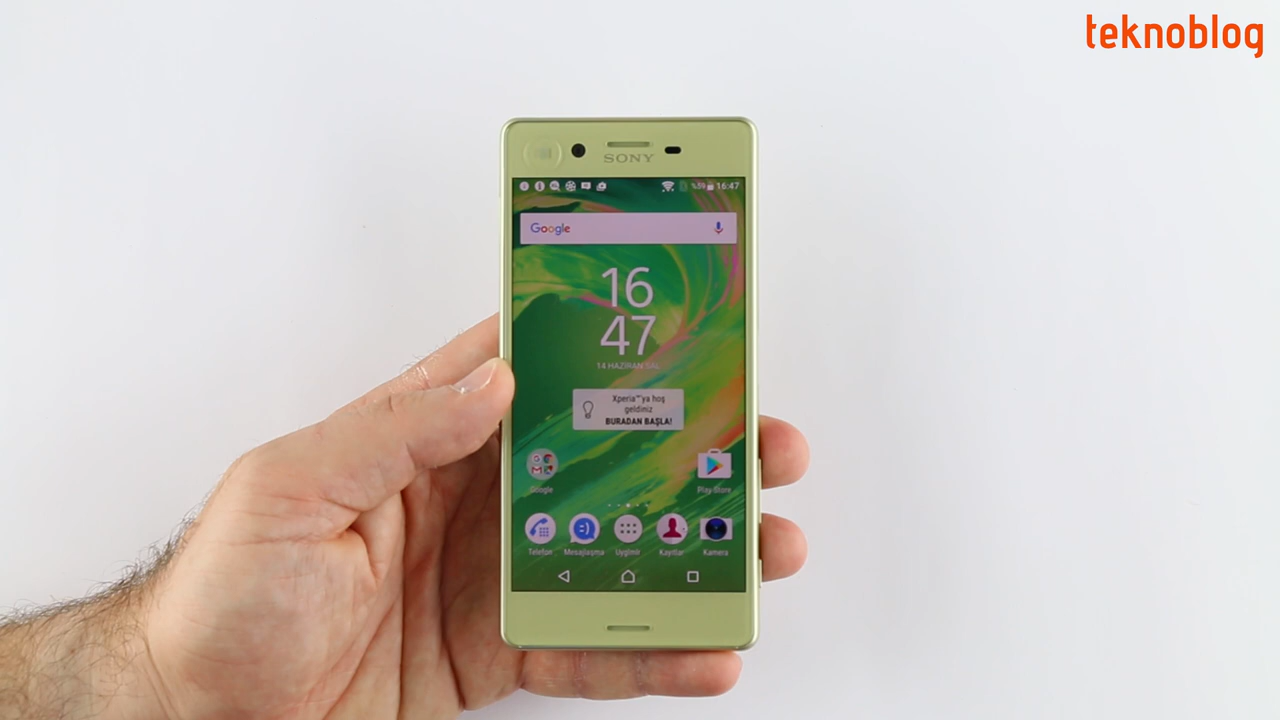 teknoblog
SONY
%59 16:47
Google
16
47
14 HAZİRAN SAL
Xperia™'ya hoş
geldiniz
BURADAN BAŞLA!
Google
Play Store
Telefon Mesajlaşma Uyglmlr Kayıtlar Kamera